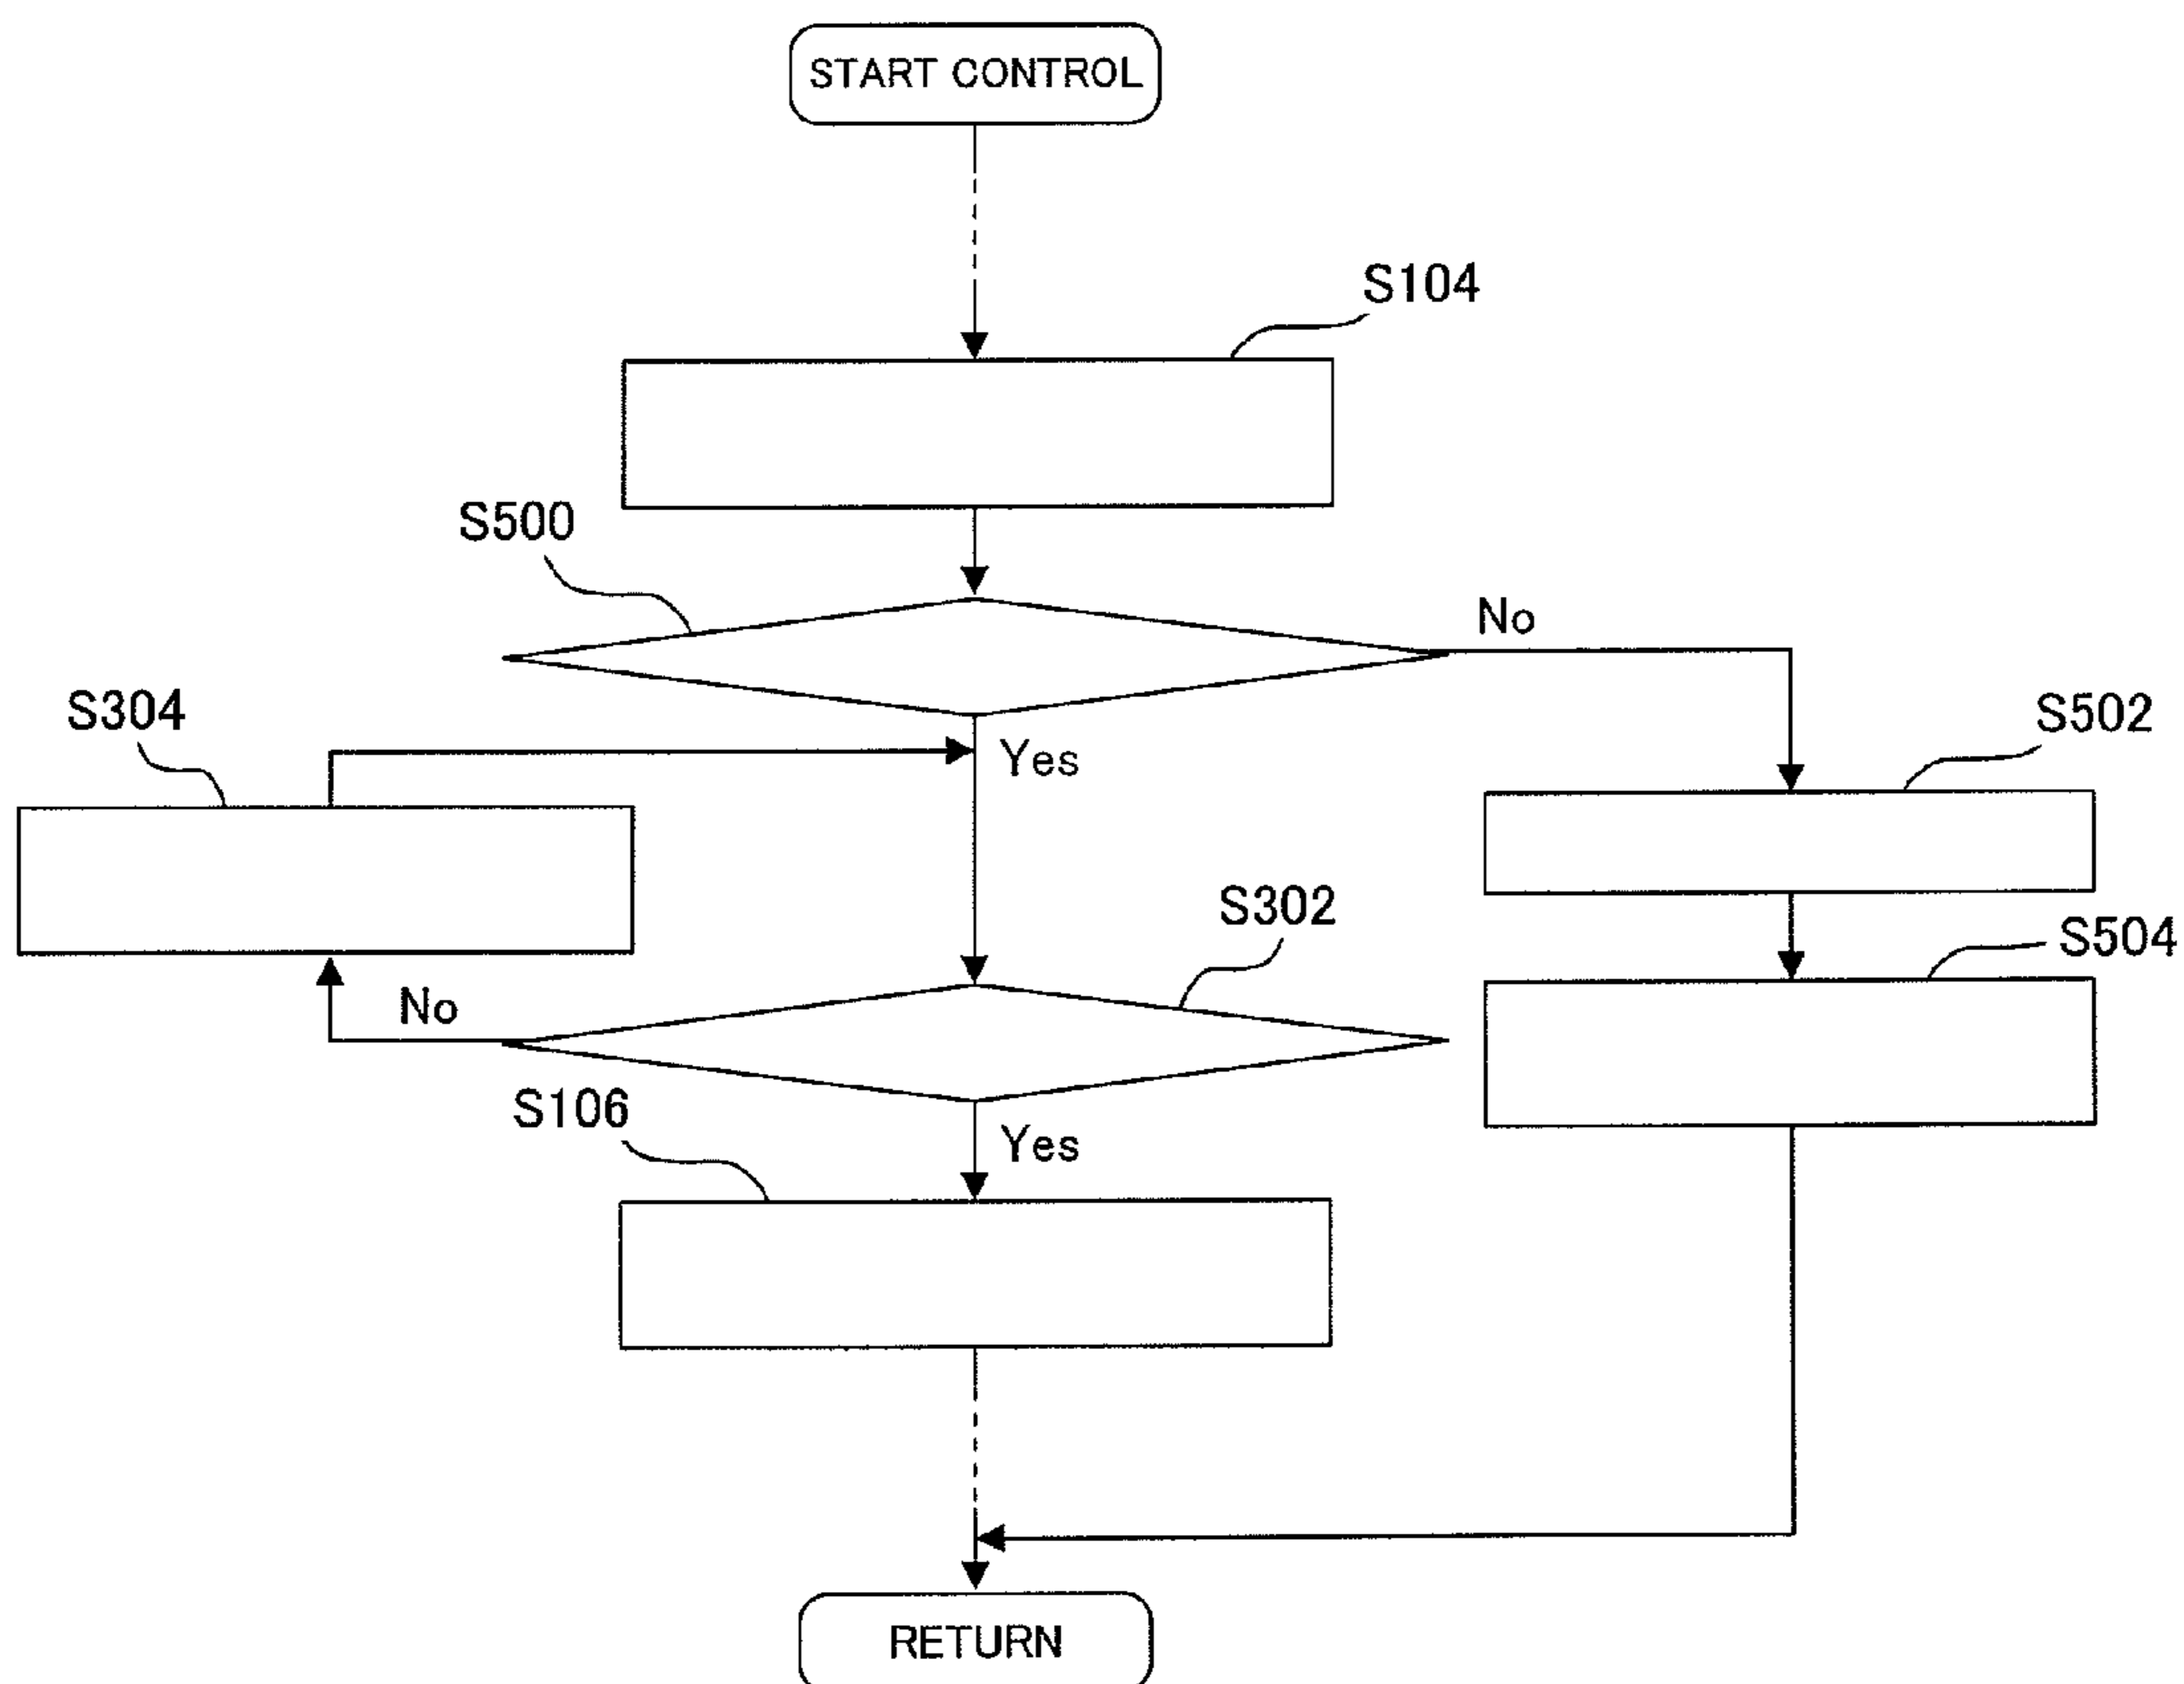 START CONTROL
S104
S500
No
S304
S502
Yes
S302
S504
No
S106
Yes
RETURN